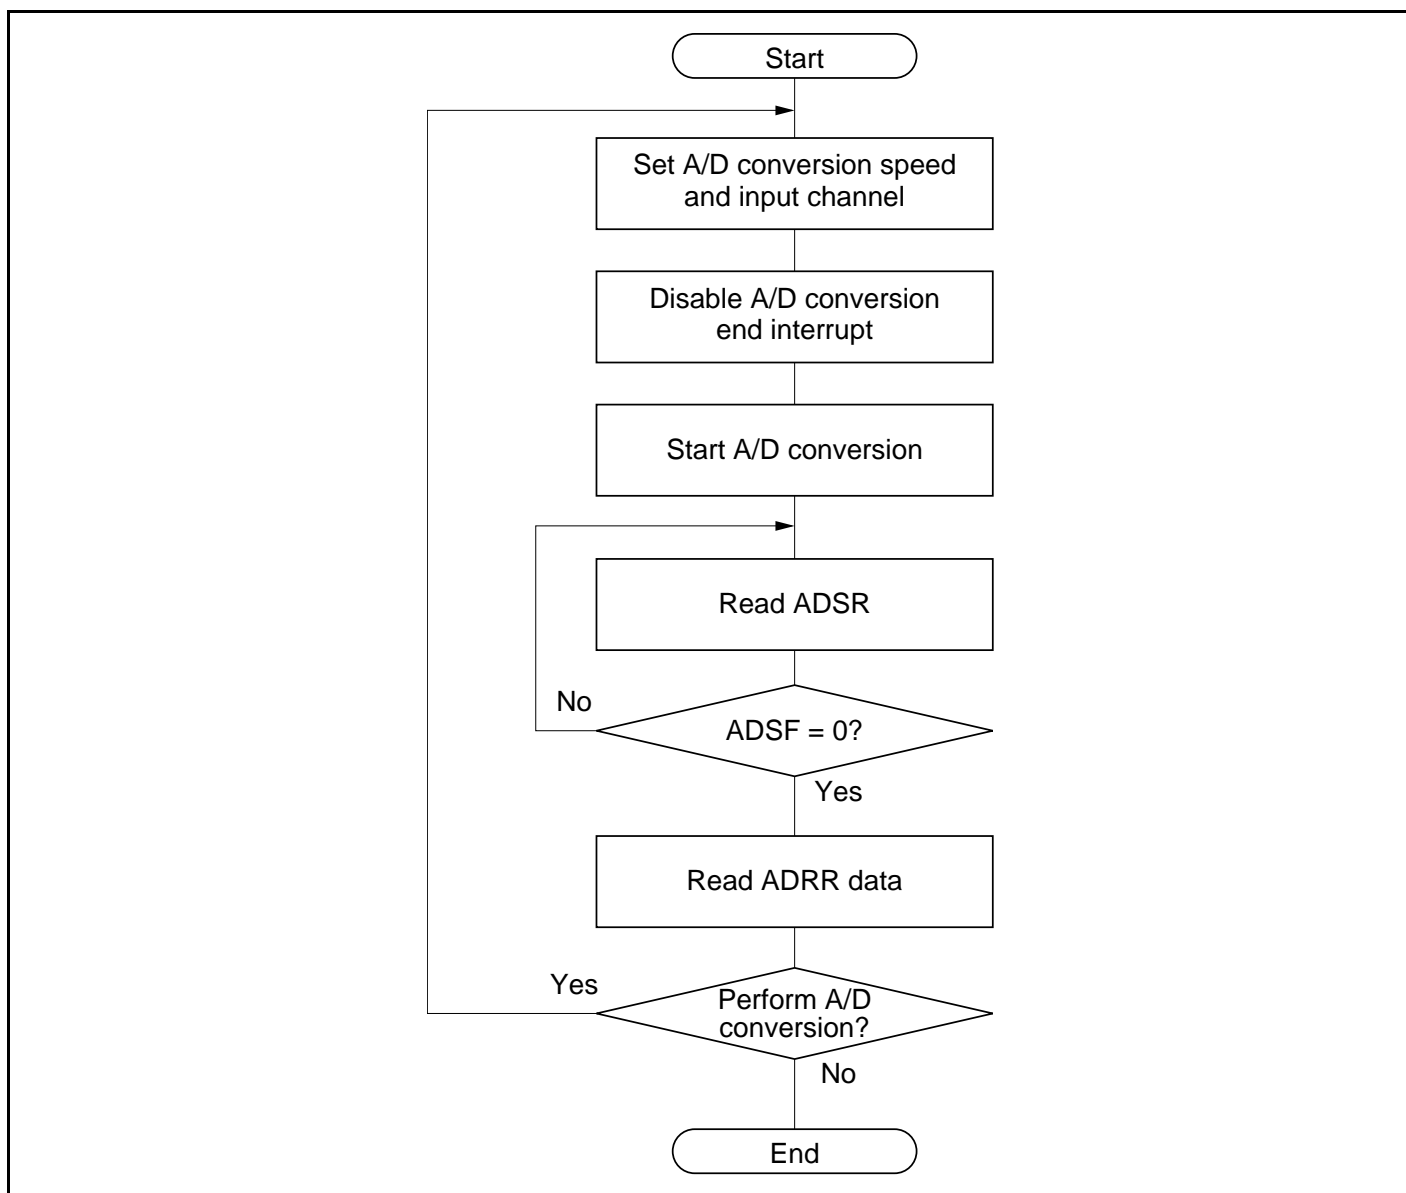 Start
Set A/D conversion speed
and input channel
Disable A/D conversion
end interrupt
Start A/D conversion
Read ADSR
No
ADSF = 0?
Yes
Read ADRR data
Yes
Perform A/D
conversion?
No
End